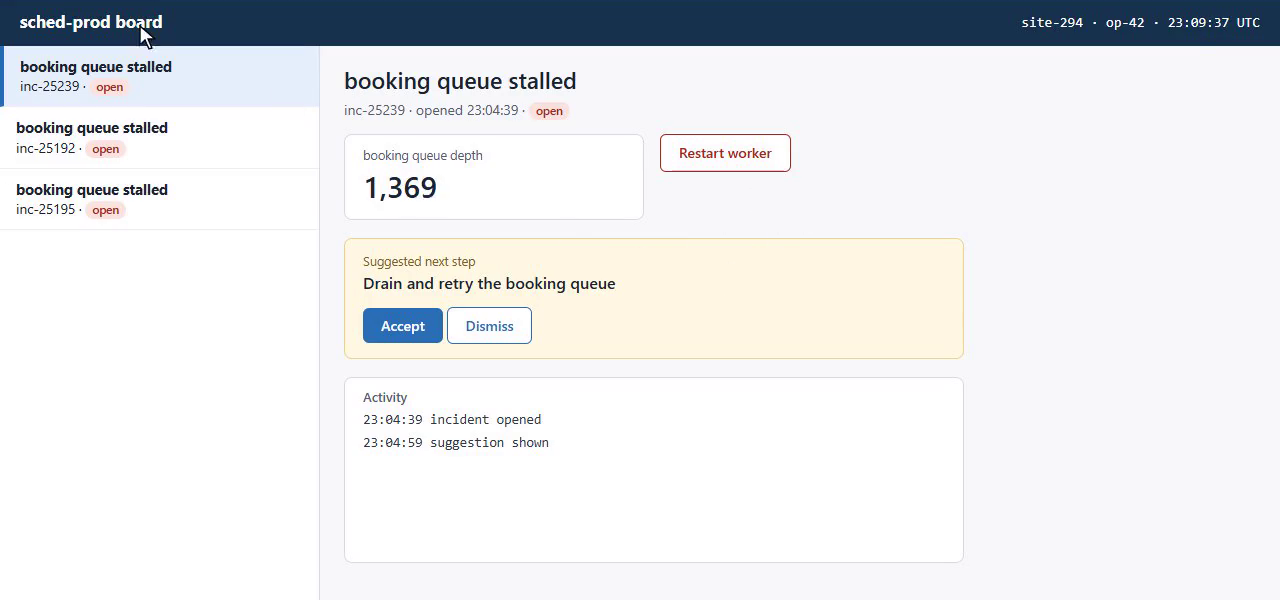 sched-prod board
site-294 · op-42 · 23:09:37 UTC
booking queue stalled
inc-25239 · open
booking queue stalled
inc-25192 · open
booking queue stalled
inc-25195 · open
booking queue stalled
inc-25239 · opened 23:04:39 · open
booking queue depth
1,369
Restart worker
Suggested next step
Drain and retry the booking queue
Accept
Dismiss
Activity
23:04:39 incident opened
23:04:59 suggestion shown